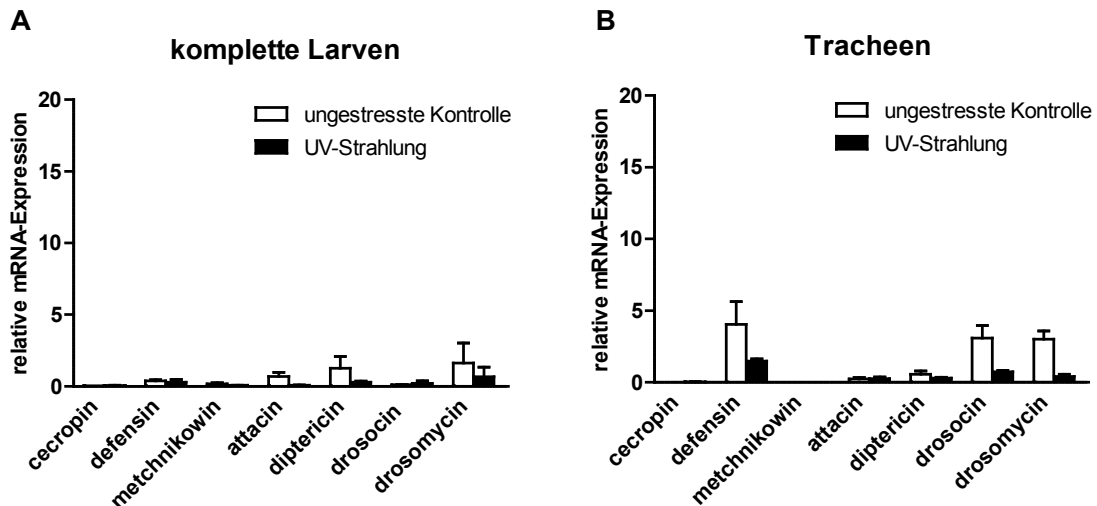 A
komplette Larven
20
15
10
5
0
relative mRNA-Expression
ungestresste Kontrolle
UV-Strahlung
cecropin
defensin
metchnikowin
attacin
diptericin
drosocin
drosomycin
B
Tracheen
20
15
10
5
0
relative mRNA-Expression
ungestresste Kontrolle
UV-Strahlung
cecropin
defensin
metchnikowin
attacin
diptericin
drosocin
drosomycin